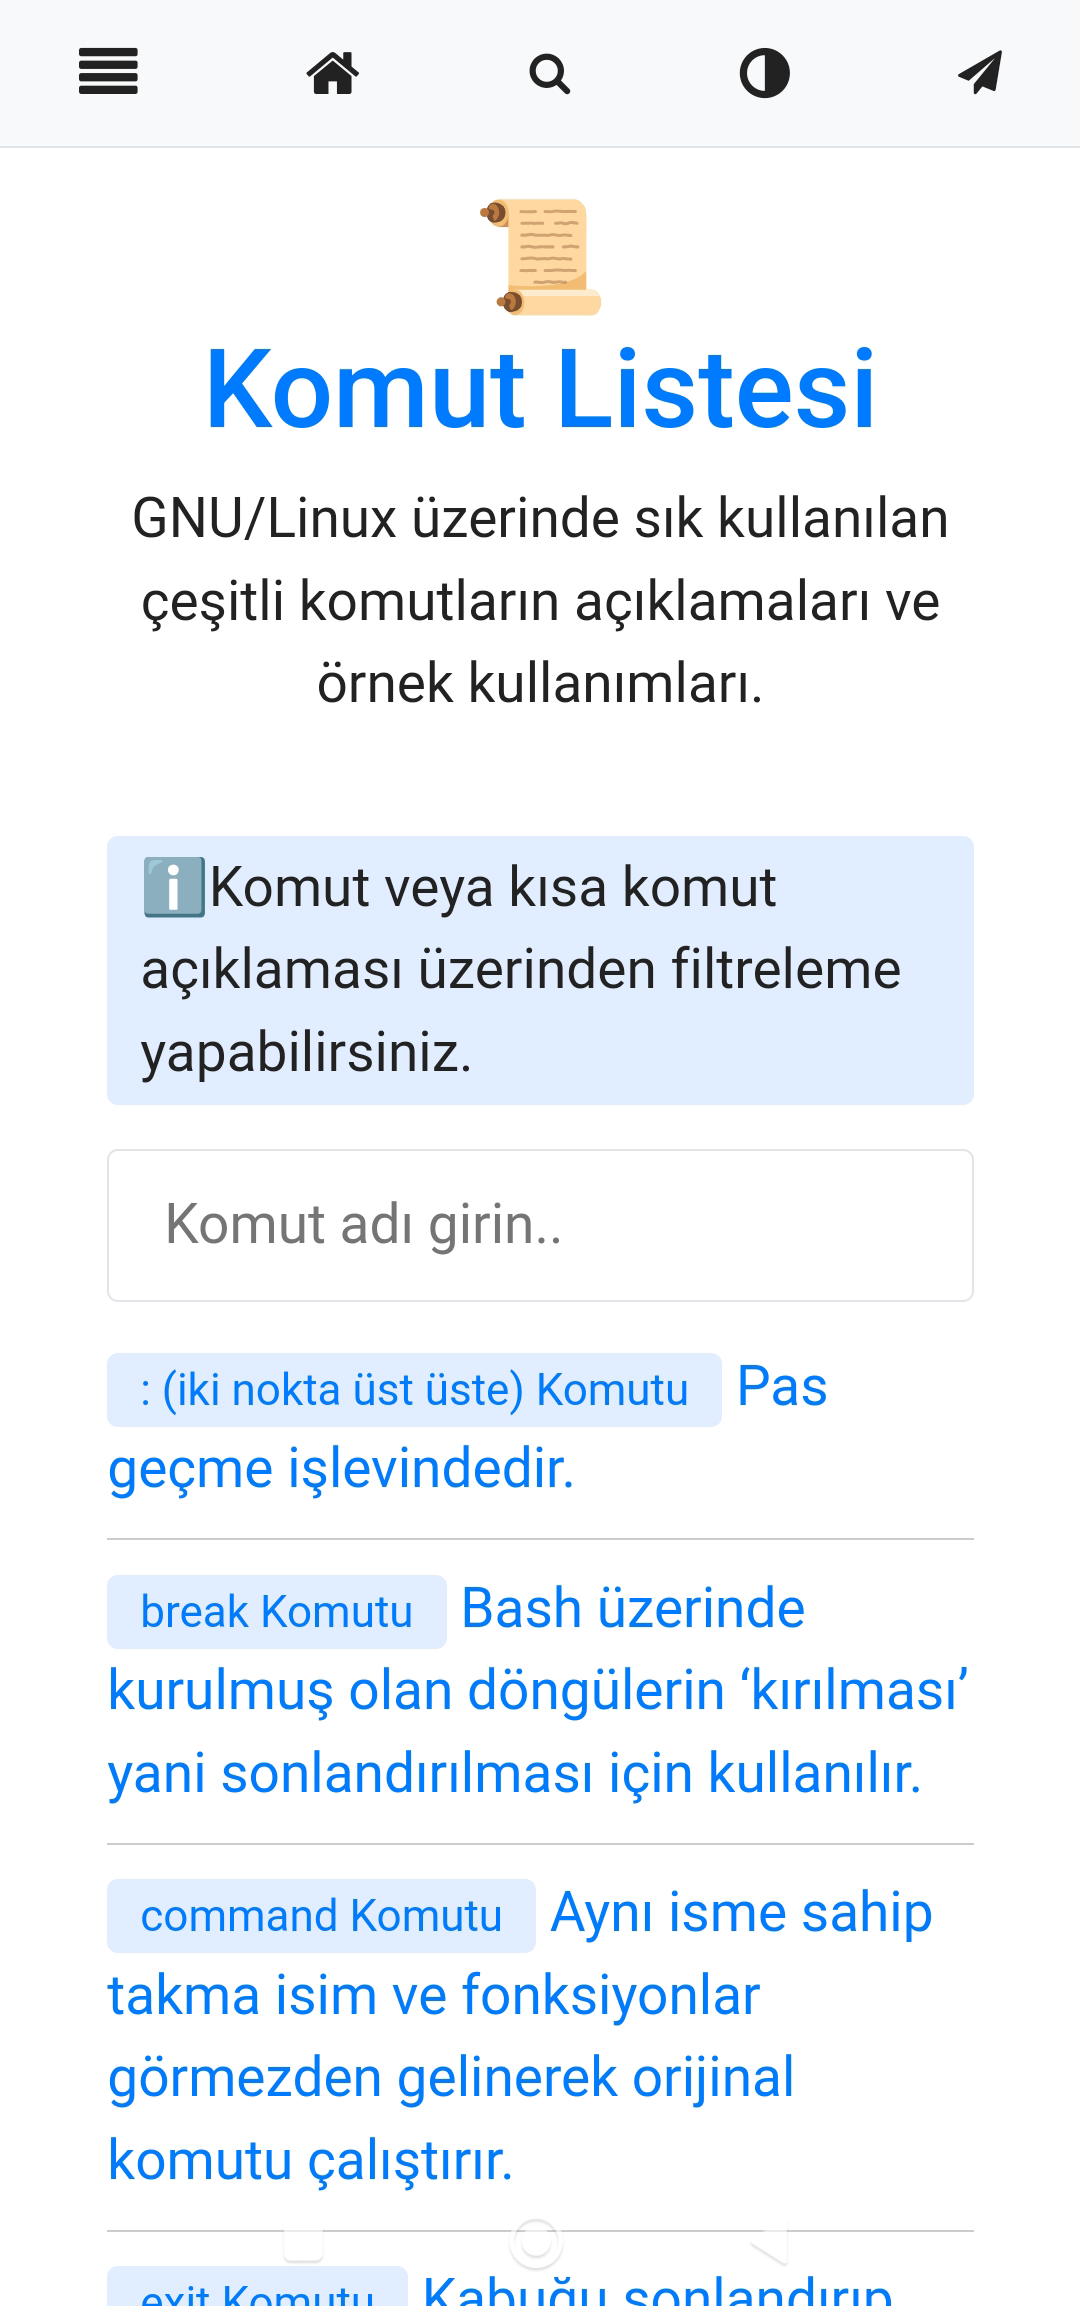 Komut Listesi
GNU/Linux üzerinde sık kullanılan
çeşitli komutların açıklamaları ve
örnek kullanımları.
ℹ️Komut veya kısa komut
açıklaması üzerinden filtreleme
yapabilirsiniz.
Komut adı girin..
: (iki nokta üst üste) Komutu Pas
geçme işlevindedir.
break Komutu Bash üzerinde
kurulmuş olan döngülerin ‘kırılması’
yani sonlandırılması için kullanılır.
command Komutu Aynı isme sahip
takma isim ve fonksiyonlar
görmezden gelinerek orijinal
komutu çalıştırır.
exit Komutu Kabuğu sonlandırıp